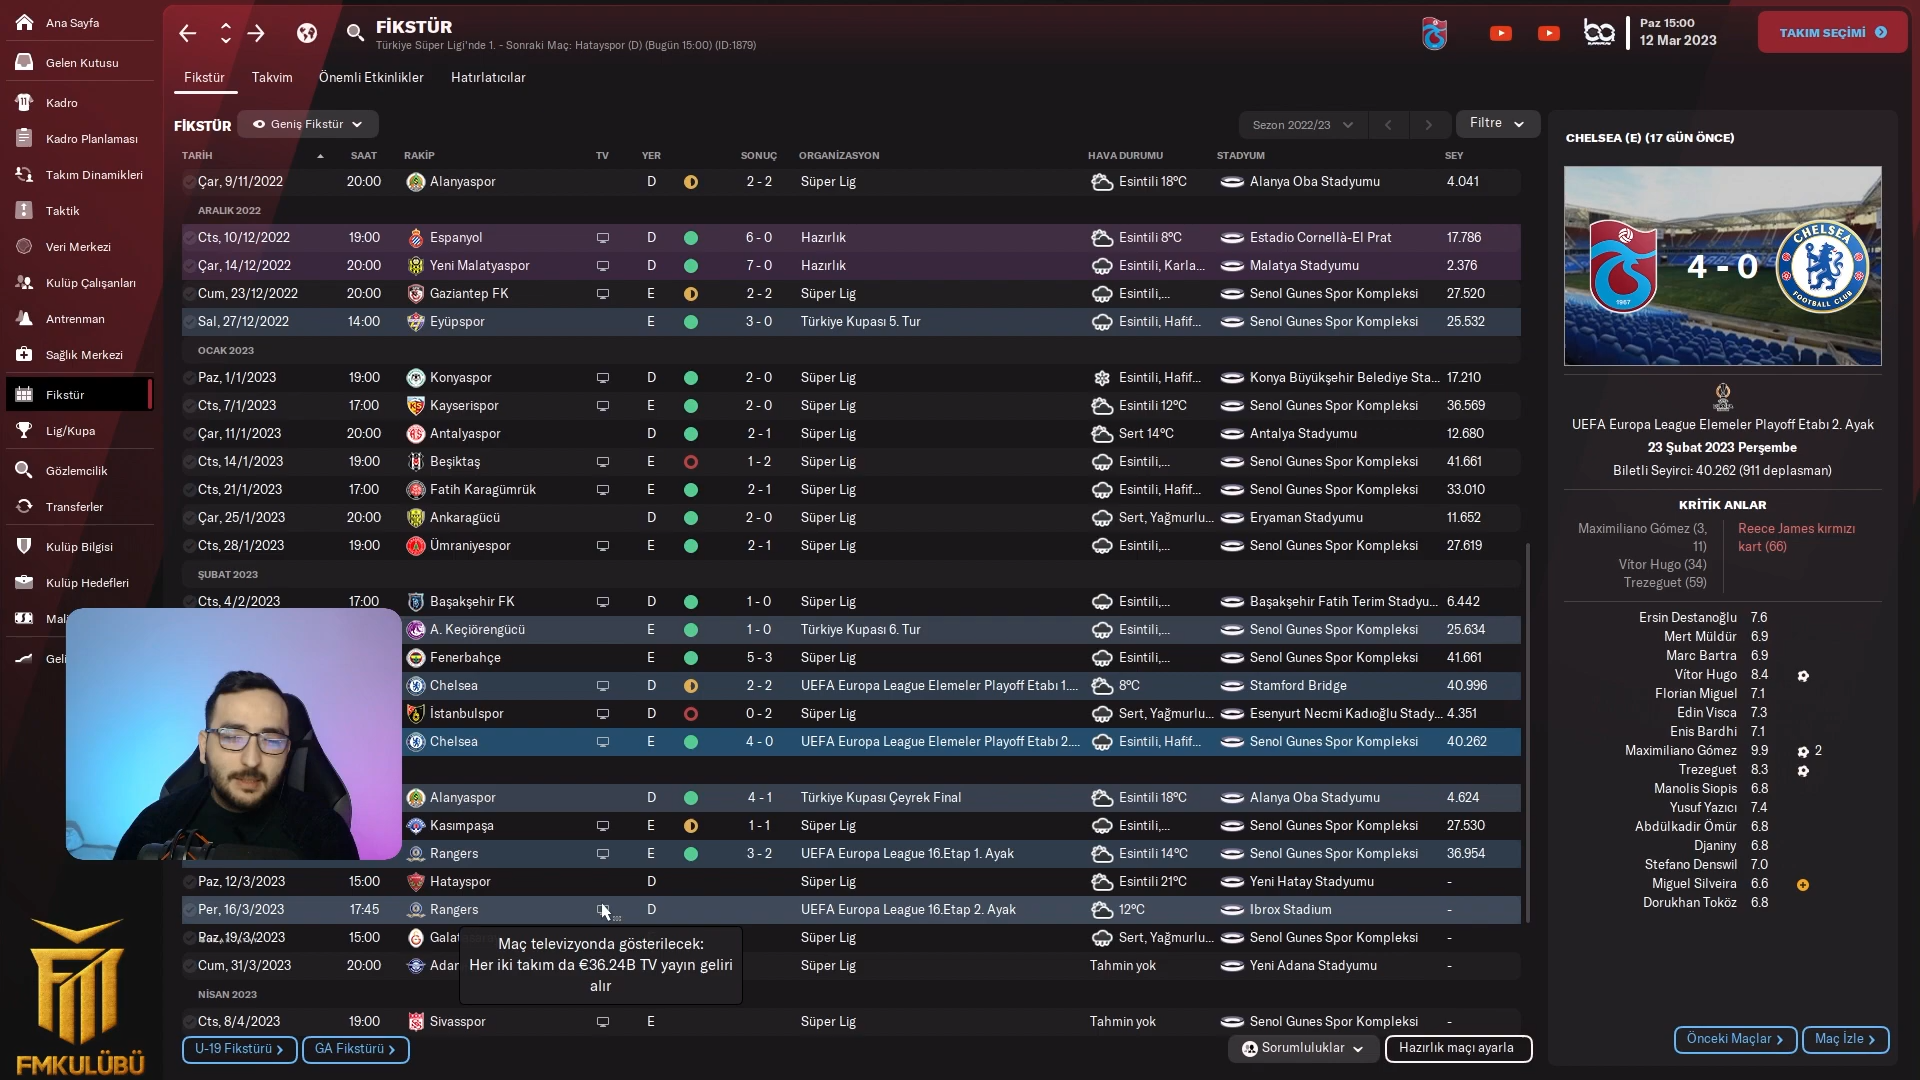 Ana Sayfa
Gelen Kutusu
Kadro
Kadro Planlaması
Takım Dinamikleri
Taktik
Veri Merkezi
Kulüp Çalışanları
Antrenman
Sağlık Merkezi
Fikstür
Lig/Kupa
Gözlemcilik
Transferler
Kulüp Bilgisi
Kulüp Hedefleri
FMKULÜBÜ
FİKSTÜR
Türkiye Süper Ligi'nde 1. - Sonraki Maç: Hatayspor (D) (Bugün 15:00) (ID:1879)
Paz 15:00
12 Mar 2023
TAKIM SEÇİMİ
Fikstür Takvim Önemli Etkinlikler Hatırlatıcılar
FİKSTÜR Geniş Fikstür Sezon 2022/23 Filtre
TARİH SAAT RAKİP TV YER SONUÇ ORGANİZASYON HAVA DURUMU STADYUM SEY
Çar, 9/11/2022 20:00 Alanyaspor D 2 - 2 Süper Lig Esintili 18°C Alanya Oba Stadyumu 4.041
ARALIK 2022
Cts, 10/12/2022 19:00 Espanyol D 6 - 0 Hazırlık Esintili 8°C Estadio Cornellà-El Prat 17.786
Çar, 14/12/2022 20:00 Yeni Malatyaspor D 7 - 0 Hazırlık Esintili, Karla... Malatya Stadyumu 2.376
Cum, 23/12/2022 20:00 Gaziantep FK E 2 - 2 Süper Lig Esintili,... Senol Gunes Spor Kompleksi 27.520
Sal, 27/12/2022 14:00 Eyüpspor E 3 - 0 Türkiye Kupası 5. Tur Esintili, Hafif... Senol Gunes Spor Kompleksi 25.532
OCAK 2023
Paz, 1/1/2023 19:00 Konyaspor D 2 - 0 Süper Lig Esintili, Hafif... Konya Büyükşehir Belediye Sta... 17.210
Cts, 7/1/2023 17:00 Kayserispor E 2 - 0 Süper Lig Esintili 12°C Senol Gunes Spor Kompleksi 36.569
Çar, 11/1/2023 20:00 Antalyaspor D 2 - 1 Süper Lig Sert 14°C Antalya Stadyumu 12.680
Cts, 14/1/2023 19:00 Beşiktaş E 1 - 2 Süper Lig Esintili,... Senol Gunes Spor Kompleksi 41.661
Cts, 21/1/2023 17:00 Fatih Karagümrük E 2 - 1 Süper Lig Esintili, Hafif... Senol Gunes Spor Kompleksi 33.010
Çar, 25/1/2023 20:00 Ankaragücü D 2 - 0 Süper Lig Sert, Yağmurlu... Eryaman Stadyumu 11.652
Cts, 28/1/2023 19:00 Ümraniyespor E 2 - 1 Süper Lig Esintili,... Senol Gunes Spor Kompleksi 27.619
ŞUBAT 2023
Cts, 4/2/2023 17:00 Başakşehir FK D 1 - 0 Süper Lig Esintili,... Başakşehir Fatih Terim Stadyu... 6.442
A. Keçiörengücü E 1 - 0 Türkiye Kupası 6. Tur Esintili,... Senol Gunes Spor Kompleksi 25.634
Fenerbahçe E 5 - 3 Süper Lig Esintili,... Senol Gunes Spor Kompleksi 41.661
Chelsea D 2 - 2 UEFA Europa League Elemeler Playoff Etabı 1.... 8°C Stamford Bridge 40.996
İstanbulspor D 0 - 2 Süper Lig Sert, Yağmurlu... Esenyurt Necmi Kadıoğlu Stady... 4.351
Chelsea E 4 - 0 UEFA Europa League Elemeler Playoff Etabı 2.... Esintili, Hafif... Senol Gunes Spor Kompleksi 40.262
Alanyaspor D 4 - 1 Türkiye Kupası Çeyrek Final Esintili 18°C Alanya Oba Stadyumu 4.624
Kasımpaşa E 1 - 1 Süper Lig Esintili,... Senol Gunes Spor Kompleksi 27.530
Rangers E 3 - 2 UEFA Europa League 16.Etap 1. Ayak Esintili 14°C Senol Gunes Spor Kompleksi 36.954
Paz, 12/3/2023 15:00 Hatayspor D Süper Lig Esintili 21°C Yeni Hatay Stadyumu -
Per, 16/3/2023 17:45 Rangers D UEFA Europa League 16.Etap 2. Ayak 12°C Ibrox Stadium -
Paz, 19/3/2023 15:00 Süper Lig Sert, Yağmurlu... Senol Gunes Spor Kompleksi -
Cum, 31/3/2023 20:00 Süper Lig Tahmin yok Yeni Adana Stadyumu -
Maç televizyonda gösterilecek:
Her iki takım da €36.24B TV yayın geliri
alır
NİSAN 2023
Cts, 8/4/2023 19:00 Sivasspor E Süper Lig Tahmin yok Senol Gunes Spor Kompleksi -
U-19 Fikstürü GA Fikstürü Sorumluluklar Hazırlık maçı ayarla
CHELSEA (E) (17 GÜN ÖNCE)
1967
4 - 0
CHELSEA
FOOTBALL CLUB
UEFA Europa League Elemeler Playoff Etabı 2. Ayak
23 Şubat 2023 Perşembe
Biletli Seyirci: 40.262 (911 deplasman)
KRİTİK ANLAR
Maximiliano Gómez (3,
11)
Vítor Hugo (34)
Trezeguet (59)
Reece James kırmızı
kart (66)
Ersin Destanoğlu 7.6
Mert Müldür 6.9
Marc Bartra 6.9
Vítor Hugo 8.4
Florian Miguel 7.1
Edin Visca 7.3
Enis Bardhi 7.1
Maximiliano Gómez 9.9 2
Trezeguet 8.3
Manolis Siopis 6.8
Yusuf Yazıcı 7.4
Abdülkadir Ömür 6.8
Djaniny 6.8
Stefano Denswil 7.0
Miguel Silveira 6.6
Dorukhan Toköz 6.8
Önceki Maçlar Maç İzle